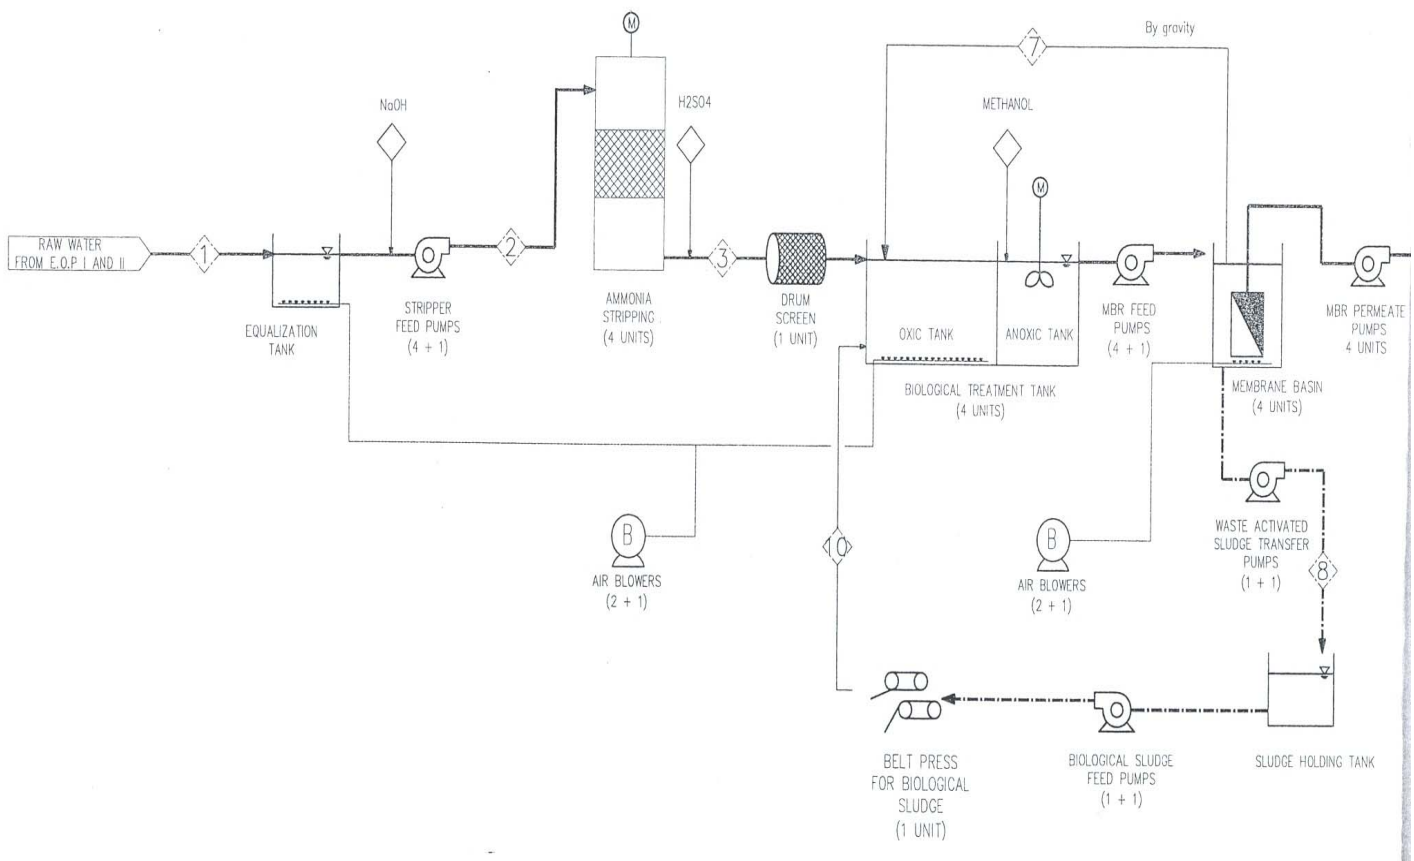 By gravity
7
M
NaOH
H2SO4
METHANOL
M
RAW WATER
FROM E.O.P I AND II
1
2
3
STRIPPER
FEED PUMPS
(4 + 1)
EQUALIZATION
TANK
AMMONIA
STRIPPING
(4 UNITS)
DRUM
SCREEN
(1 UNIT)
OXIC TANK
ANOXIC TANK
BIOLOGICAL TREATMENT TANK
(4 UNITS)
MBR FEED
PUMPS
(4 + 1)
MBR PERMEATE
PUMPS
4 UNITS
MEMBRANE BASIN
(4 UNITS)
B
AIR BLOWERS
(2 + 1)
10
B
AIR BLOWERS
(2 + 1)
WASTE ACTIVATED
SLUDGE TRANSFER
PUMPS
(1 + 1)
8
BELT PRESS
FOR BIOLOGICAL
SLUDGE
(1 UNIT)
BIOLOGICAL SLUDGE
FEED PUMPS
(1 + 1)
SLUDGE HOLDING TANK